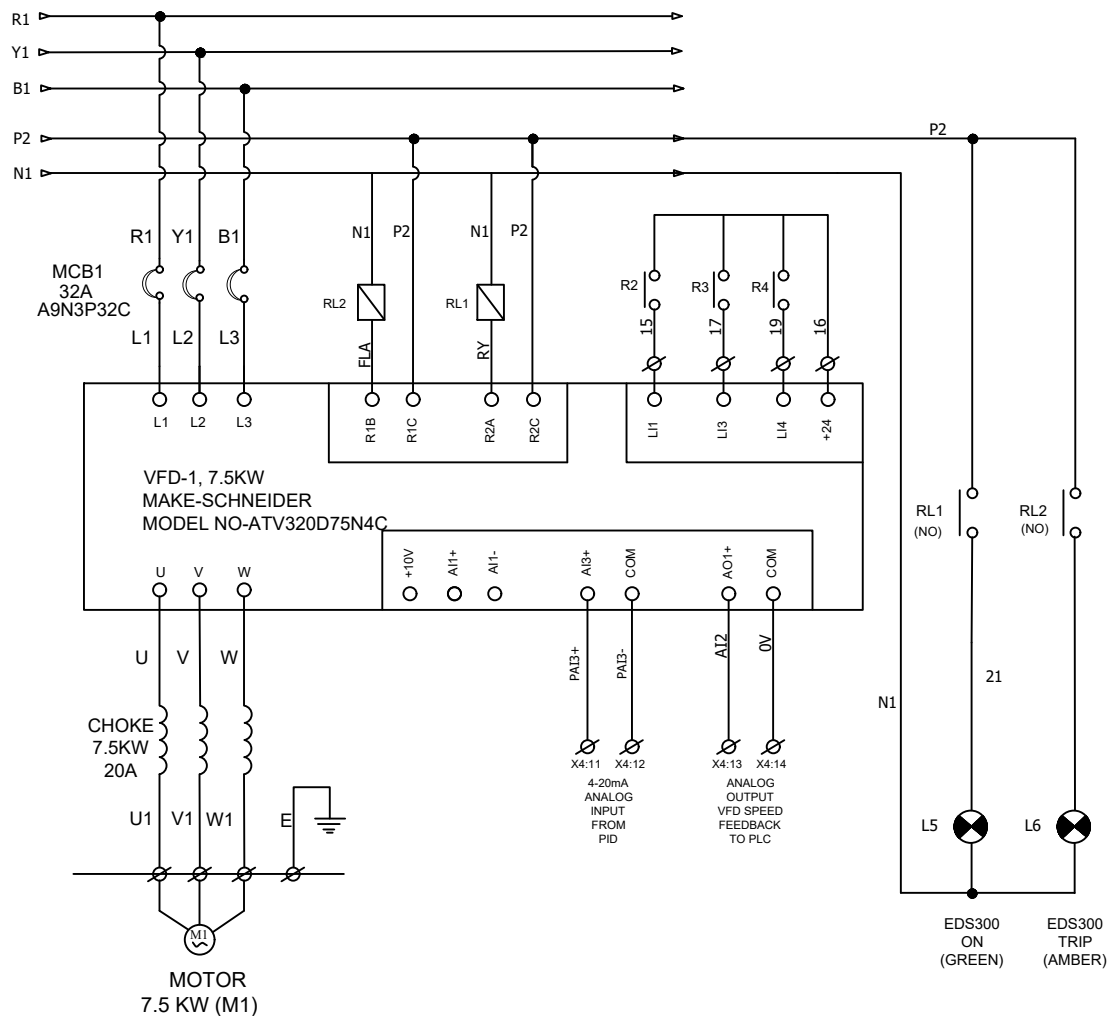 R1
Y1
B1
P2
P2
N1
R1 Y1 B1
N1 P2 N1 P2
MCB1
32A
A9N3P32C
RL2 RL1
R2 R3 R4
15 17 19 16
L1 L2 L3
FLA RY
L1 L2 L3
R1B R1C R2A R2C
LI1 LI3 LI4 +24
VFD-1, 7.5KW
MAKE-SCHNEIDER
MODEL NO-ATV320D75N4C
RL1
(NO)
RL2
(NO)
U V W
+10V AI1+ AI1- AI3+ COM AO1+ COM
U V W
PAI3+ PAI3- AI2 0V
21
N1
CHOKE
7.5KW
20A
X4:11 X4:12 X4:13 X4:14
4-20mA
ANALOG
INPUT
FROM
PID
ANALOG
OUTPUT
VFD SPEED
FEEDBACK
TO PLC
U1 V1 W1 E
L5 L6
M1
EDS300
ON
(GREEN)
EDS300
TRIP
(AMBER)
MOTOR
7.5 KW (M1)